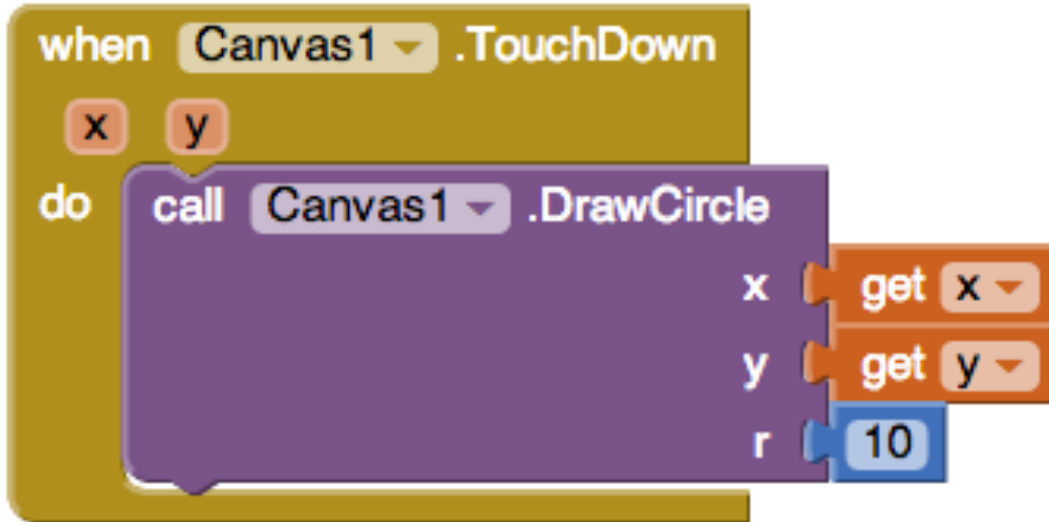 when Canvas1 .TouchDown
x y
do call Canvas1 .DrawCircle
x get x
y get y
r 10